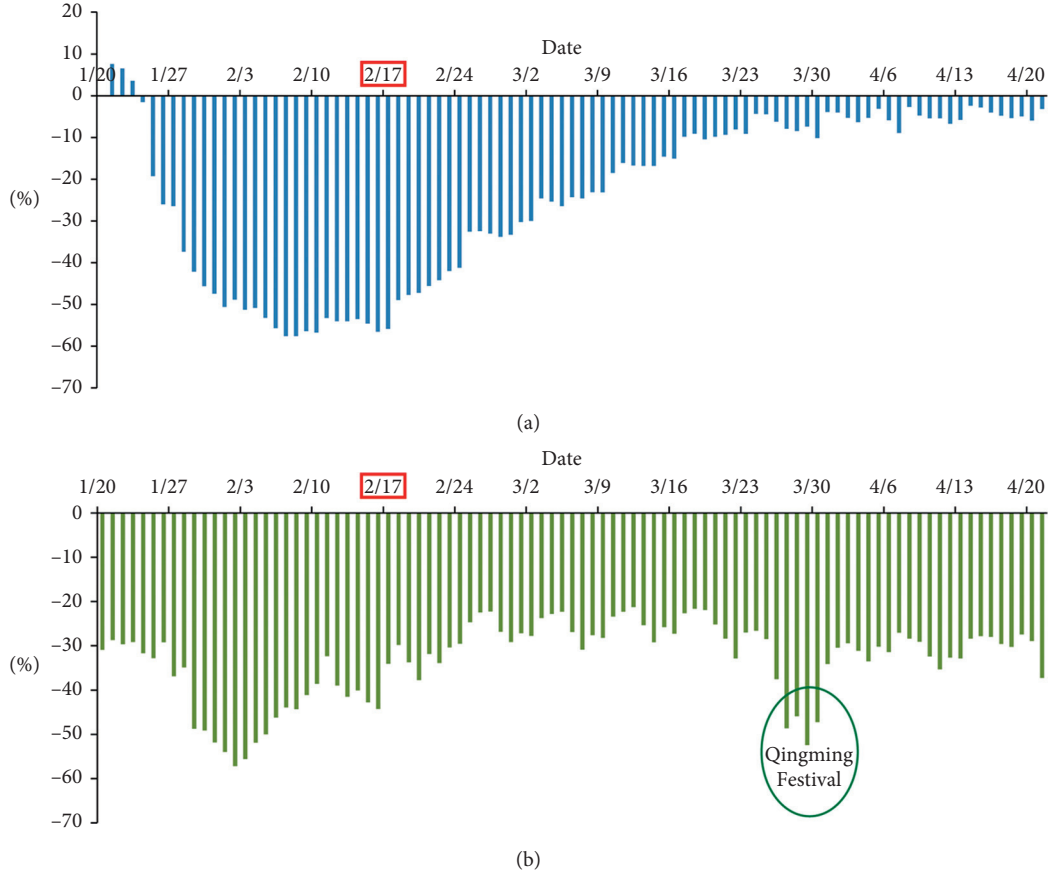 20
Date
10
1/20 1/27 2/3 2/10 2/17 2/24 3/2 3/9 3/16 3/23 3/30 4/6 4/13 4/20
0
–10
–20
(%)
–30
–40
–50
–60
–70
(a)
Date
1/20 1/27 2/3 2/10 2/17 2/24 3/2 3/9 3/16 3/23 3/30 4/6 4/13 4/20
0
–10
–20
–30
(%)
–40
–50
Qingming
Festival
–60
–70
(b)